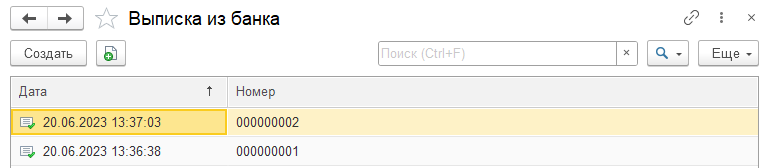 Выписка из банка
Создать Поиск (Ctrl+F) × Еще
Дата ↑ Номер
20.06.2023 13:37:03 000000002
20.06.2023 13:36:38 000000001